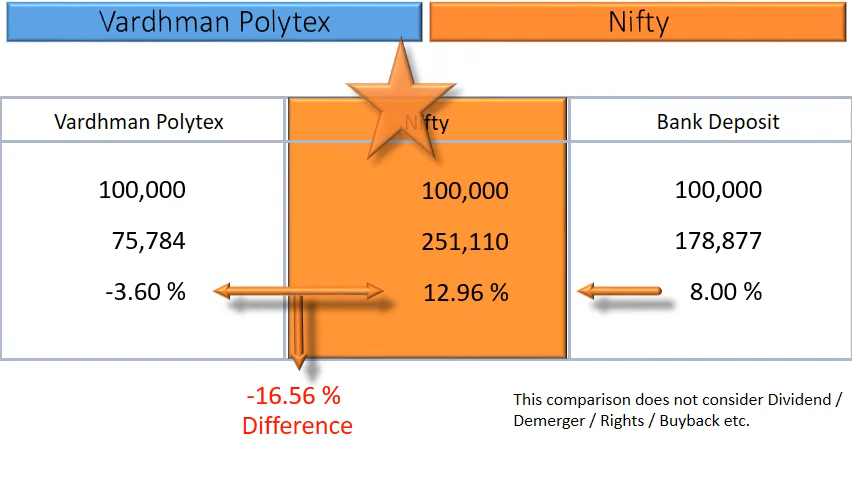 Vardhman Polytex
Nifty
Vardhman Polytex
Nifty
Bank Deposit
100,000
100,000
100,000
75,784
251,110
178,877
-3.60 %
12.96 %
8.00 %
-16.56 %
Difference
This comparison does not consider Dividend /
Demerger / Rights / Buyback etc.